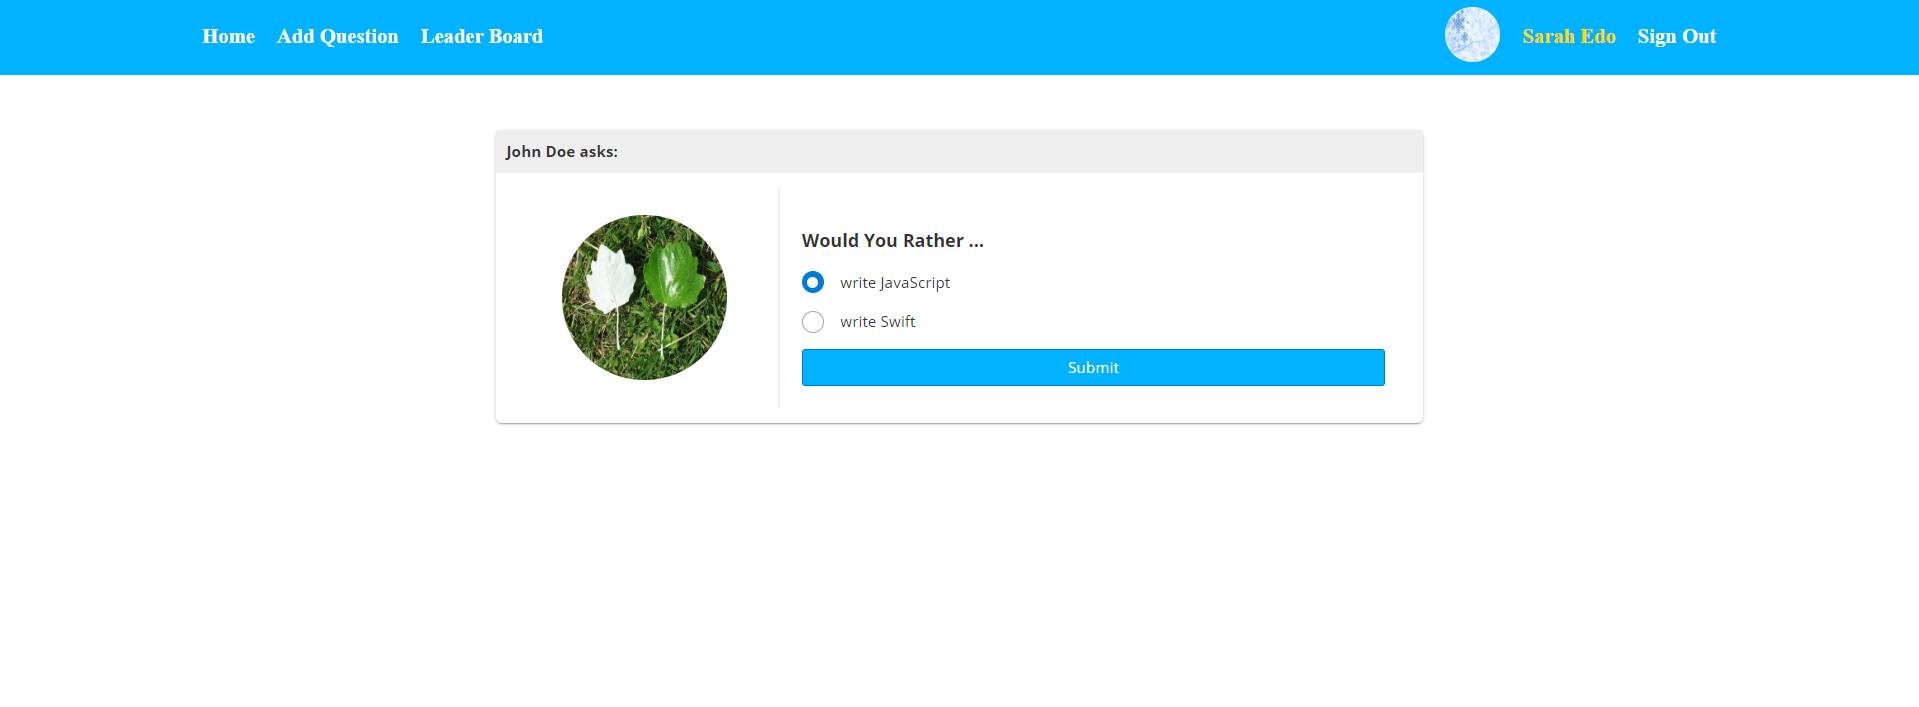 Home Add Question Leader Board Sarah Edo Sign Out
John Doe asks:
Would You Rather ...
write JavaScript
write Swift
Submit